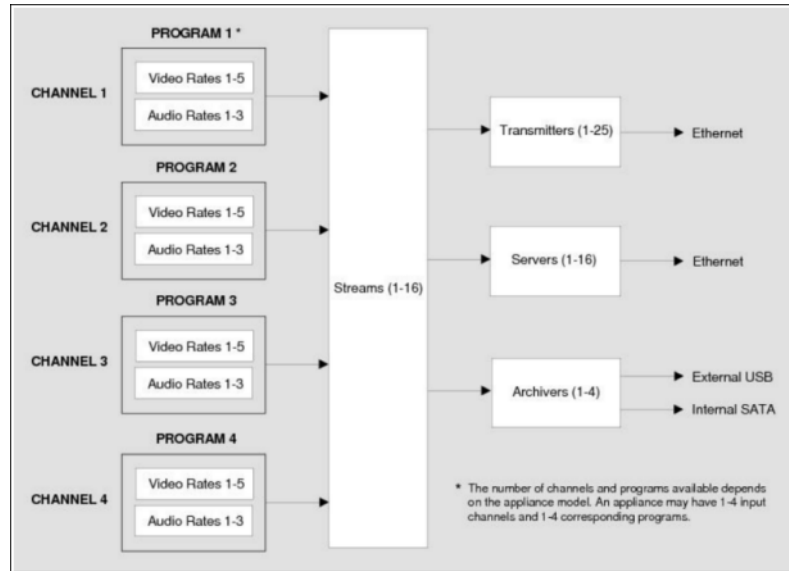 PROGRAM 1 *
CHANNEL 1
Video Rates 1-5
Audio Rates 1-3
PROGRAM 2
CHANNEL 2
Video Rates 1-5
Audio Rates 1-3
PROGRAM 3
CHANNEL 3
Video Rates 1-5
Audio Rates 1-3
PROGRAM 4
CHANNEL 4
Video Rates 1-5
Audio Rates 1-3
Streams (1-16)
Transmitters (1-25)
Ethernet
Servers (1-16)
Ethernet
Archivers (1-4)
External USB
Internal SATA
* The number of channels and programs available depends
on the appliance model. An appliance may have 1-4 input
channels and 1-4 corresponding programs.